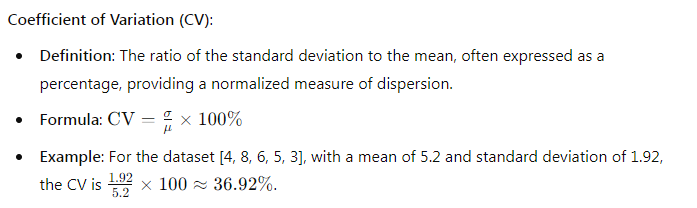 Coefficient of Variation (CV):
• Definition: The ratio of the standard deviation to the mean, often expressed as a
percentage, providing a normalized measure of dispersion.
• Formula: CV = σ/μ × 100%
• Example: For the dataset [4, 8, 6, 5, 3], with a mean of 5.2 and standard deviation of 1.92,
the CV is 1.92/5.2 × 100 ≈ 36.92%.